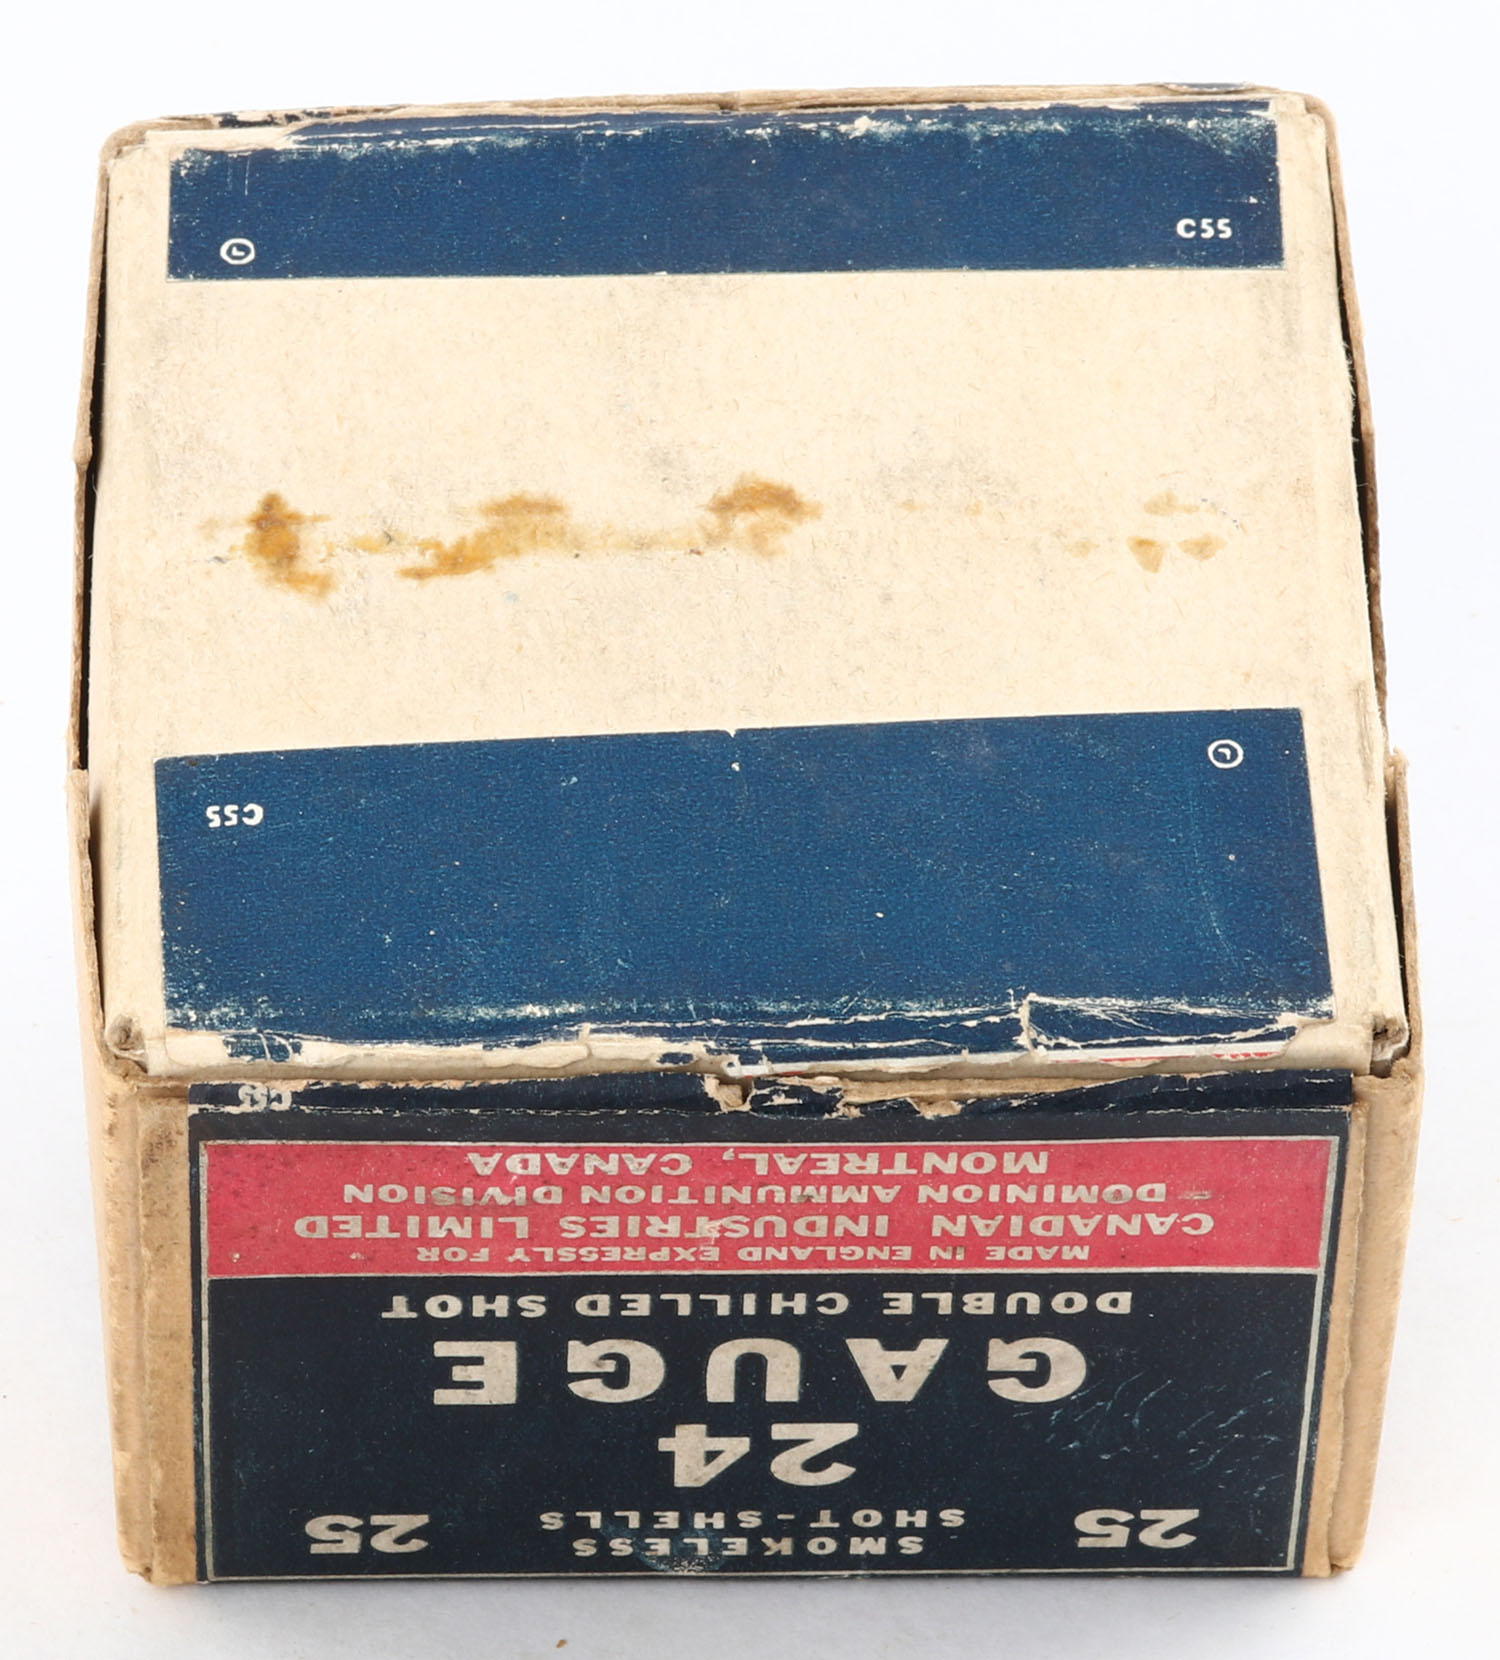 C55
L
L
C55
25 SMOKELESS 25
SHOT-SHELLS
24
GAUGE
DOUBLE CHILLED SHOT
MADE IN ENGLAND EXPRESSLY FOR
CANADIAN INDUSTRIES LIMITED
– DOMINION AMMUNITION DIVISION
MONTREAL, CANADA